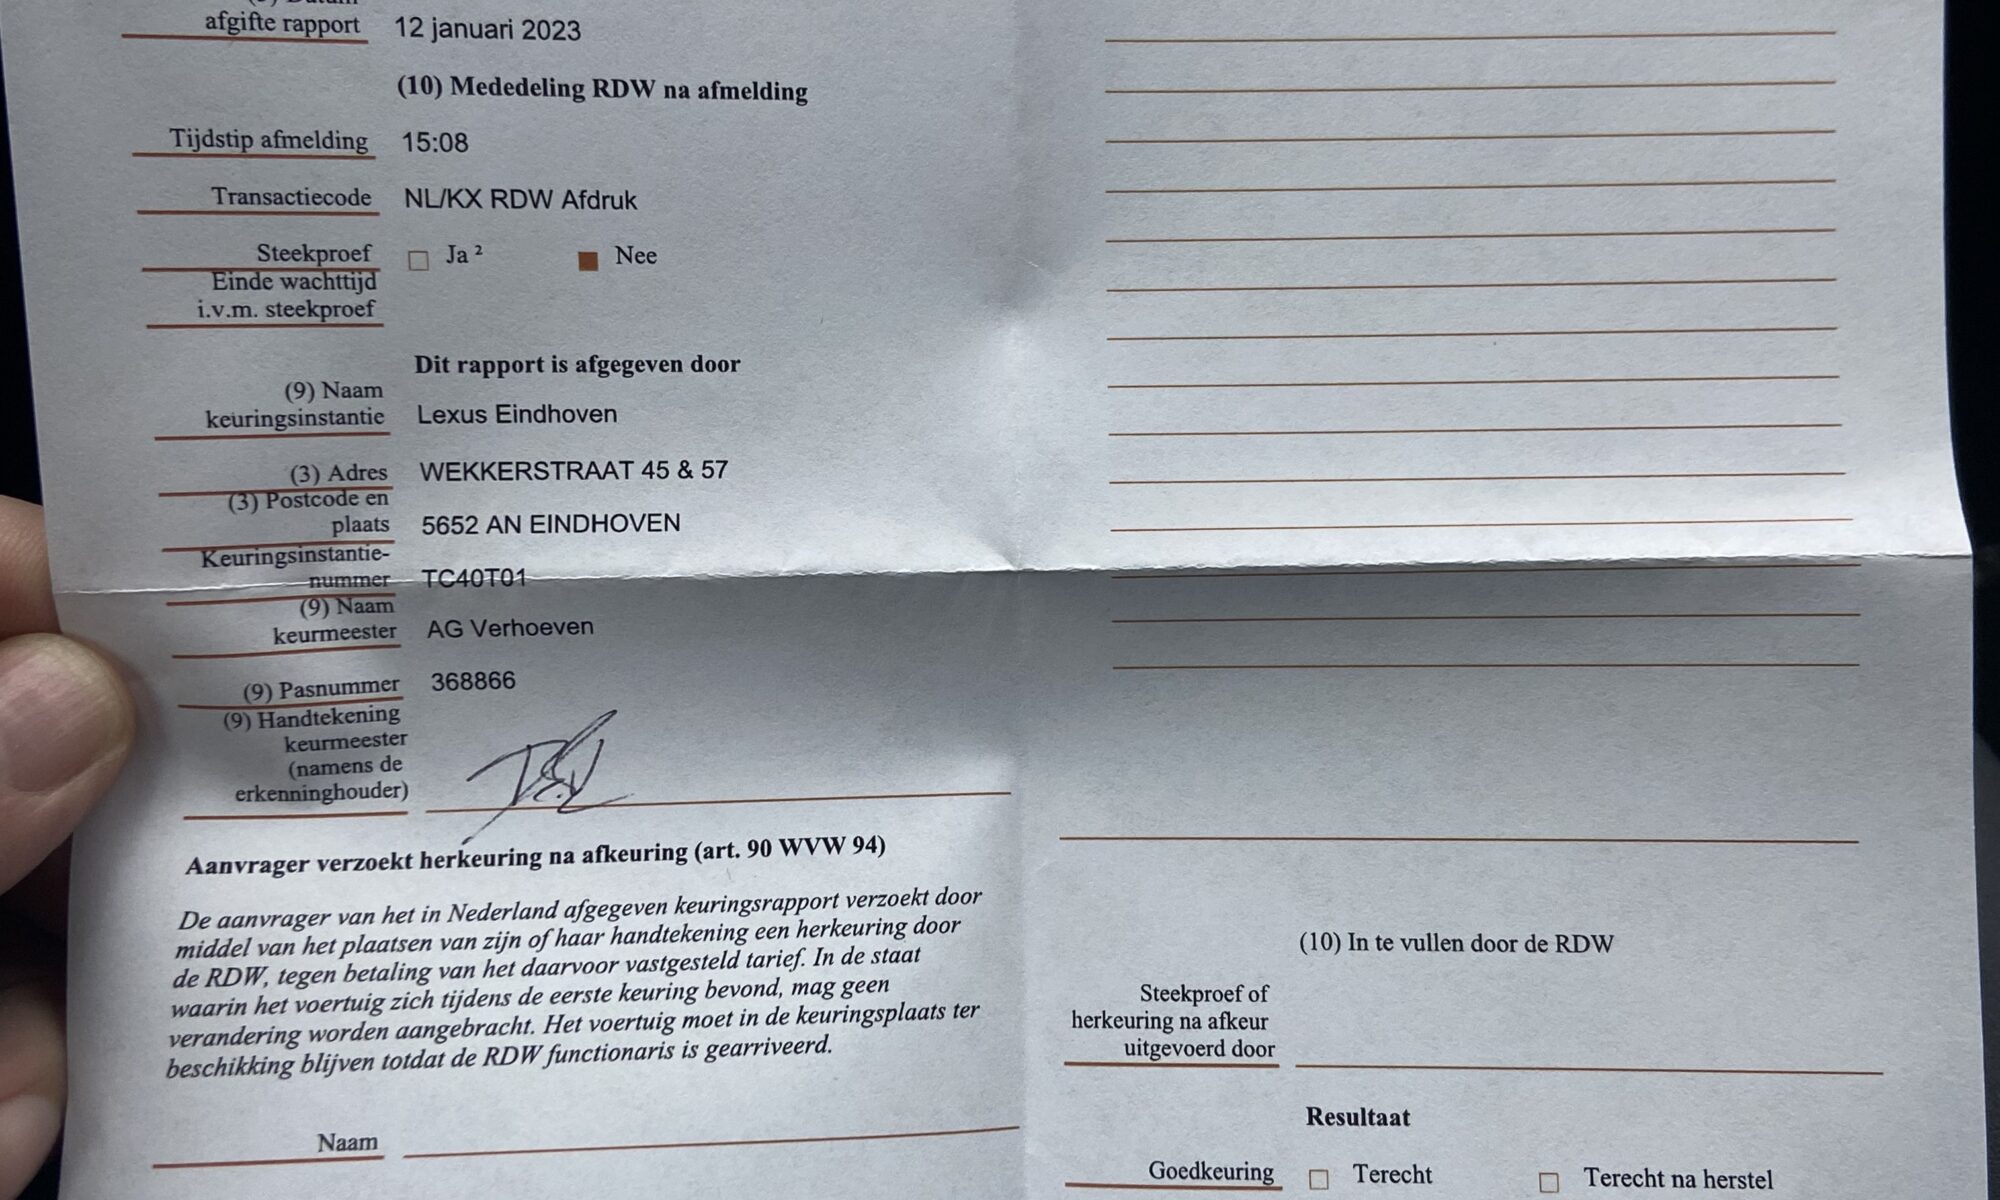 afgifte rapport 12 januari 2023
(10) Mededeling RDW na afmelding
Tijdstip afmelding 15:08
Transactiecode NL/KX RDW Afdruk
Steekproef Ja ² Nee
Einde wachttijd
i.v.m. steekproef
Dit rapport is afgegeven door
(9) Naam
keuringsinstantie Lexus Eindhoven
(3) Adres WEKKERSTRAAT 45 & 57
(3) Postcode en
plaats 5652 AN EINDHOVEN
Keuringsinstantie-
nummer TC40T01
(9) Naam
keurmeester AG Verhoeven
(9) Pasnummer 368866
(9) Handtekening
keurmeester
(namens de
erkenninghouder)
Aanvrager verzoekt herkeuring na afkeuring (art. 90 WVW 94)
De aanvrager van het in Nederland afgegeven keuringsrapport verzoekt door
middel van het plaatsen van zijn of haar handtekening een herkeuring door
de RDW, tegen betaling van het daarvoor vastgesteld tarief. In de staat
waarin het voertuig zich tijdens de eerste keuring bevond, mag geen
verandering worden aangebracht. Het voertuig moet in de keuringsplaats ter
beschikking blijven totdat de RDW functionaris is gearriveerd.
Naam
(10) In te vullen door de RDW
Steekproef of
herkeuring na afkeur
uitgevoerd door
Resultaat
Goedkeuring Terecht Terecht na herstel